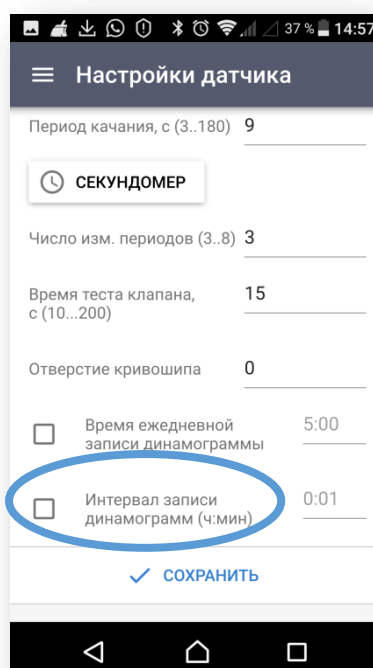 37 % 14:57
Настройки датчика
Период качания, с (3..180) 9
СЕКУНДОМЕР
Число изм. периодов (3..8) 3
Время теста клапана, 15
с (10...200)
Отверстие кривошипа 0
Время ежедневной 5:00
записи динамограммы
Интервал записи 0:01
динамограмм (ч:мин)
СОХРАНИТЬ